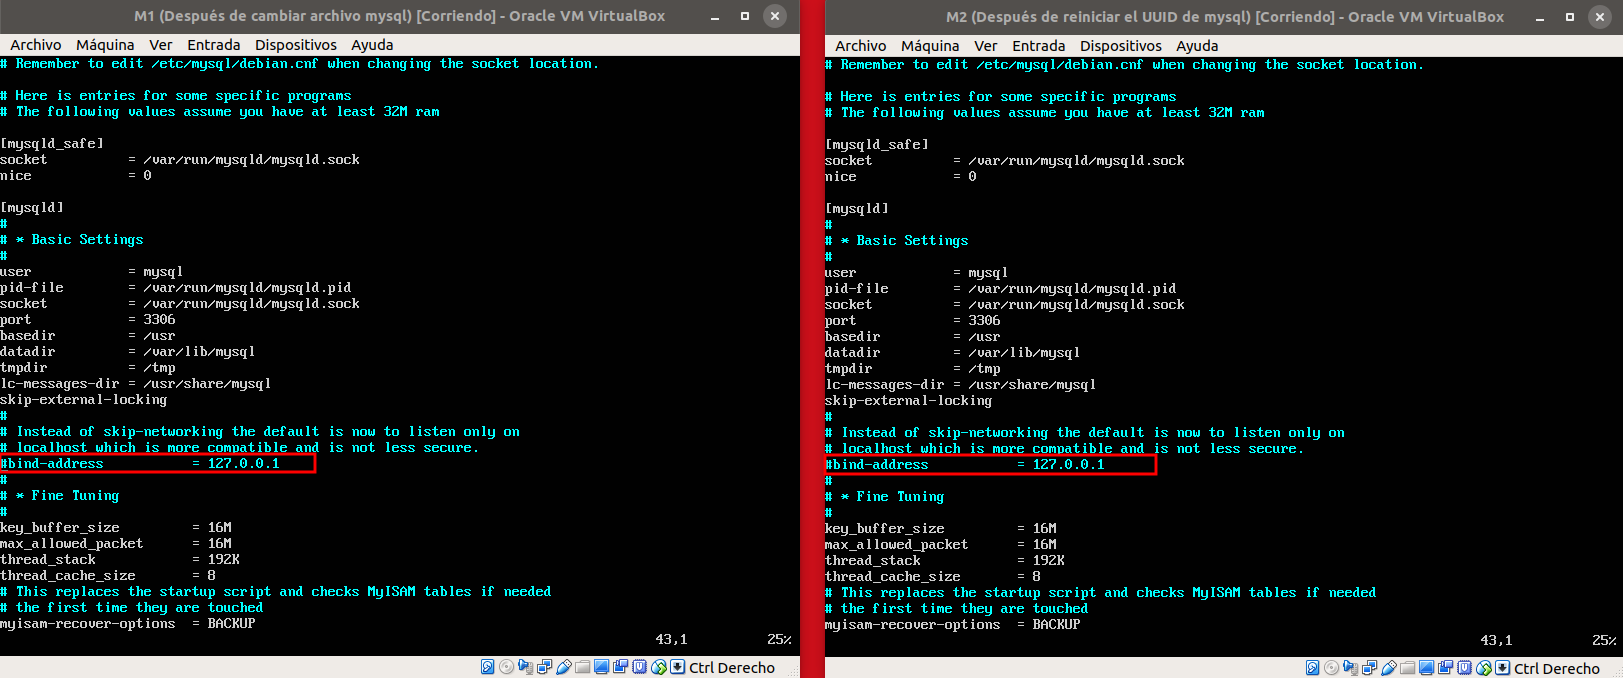 M1 (Después de cambiar archivo mysql) [Corriendo] - Oracle VM VirtualBox
Archivo Máquina Ver Entrada Dispositivos Ayuda
# Remember to edit /etc/mysql/debian.cnf when changing the socket location.
# Here is entries for some specific programs
# The following values assume you have at least 32M ram
[mysqld_safe]
socket = /var/run/mysqld/mysqld.sock
nice = 0
[mysqld]
#
# * Basic Settings
#
user = mysql
pid-file = /var/run/mysqld/mysqld.pid
socket = /var/run/mysqld/mysqld.sock
port = 3306
basedir = /usr
datadir = /var/lib/mysql
tmpdir = /tmp
lc-messages-dir = /usr/share/mysql
skip-external-locking
#
# Instead of skip-networking the default is now to listen only on
# localhost which is more compatible and is not less secure.
#bind-address = 127.0.0.1
#
# * Fine Tuning
#
key_buffer_size = 16M
max_allowed_packet = 16M
thread_stack = 192K
thread_cache_size = 8
# This replaces the startup script and checks MyISAM tables if needed
# the first time they are touched
myisam-recover-options = BACKUP
43,1 25%
Ctrl Derecho
M2 (Después de reiniciar el UUID de mysql) [Corriendo] - Oracle VM VirtualBox
Archivo Máquina Ver Entrada Dispositivos Ayuda
# Remember to edit /etc/mysql/debian.cnf when changing the socket location.
# Here is entries for some specific programs
# The following values assume you have at least 32M ram
[mysqld_safe]
socket = /var/run/mysqld/mysqld.sock
nice = 0
[mysqld]
#
# * Basic Settings
#
user = mysql
pid-file = /var/run/mysqld/mysqld.pid
socket = /var/run/mysqld/mysqld.sock
port = 3306
basedir = /usr
datadir = /var/lib/mysql
tmpdir = /tmp
lc-messages-dir = /usr/share/mysql
skip-external-locking
#
# Instead of skip-networking the default is now to listen only on
# localhost which is more compatible and is not less secure.
#bind-address = 127.0.0.1
#
# * Fine Tuning
#
key_buffer_size = 16M
max_allowed_packet = 16M
thread_stack = 192K
thread_cache_size = 8
# This replaces the startup script and checks MyISAM tables if needed
# the first time they are touched
myisam-recover-options = BACKUP
43,1 25%
Ctrl Derecho